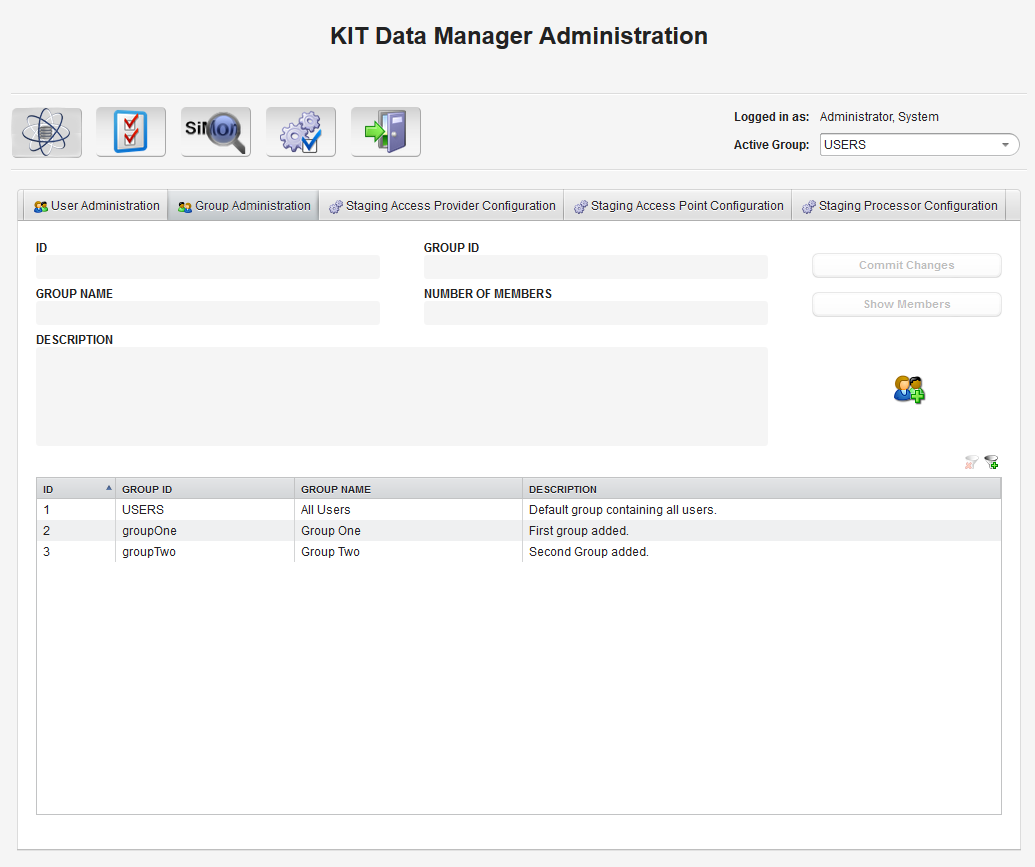 KIT Data Manager Administration
SiMon
Logged in as: Administrator, System
Active Group: USERS
User Administration Group Administration Staging Access Provider Configuration Staging Access Point Configuration Staging Processor Configuration
ID GROUP ID
Commit Changes
GROUP NAME NUMBER OF MEMBERS
Show Members
DESCRIPTION
ID GROUP ID GROUP NAME DESCRIPTION
1 USERS All Users Default group containing all users.
2 groupOne Group One First group added.
3 groupTwo Group Two Second Group added.